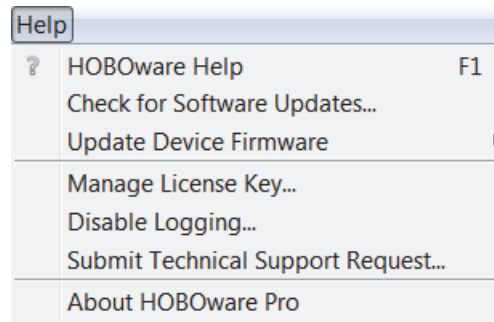 Help
HOBOware Help F1
Check for Software Updates...
Update Device Firmware
Manage License Key...
Disable Logging...
Submit Technical Support Request...
About HOBOware Pro